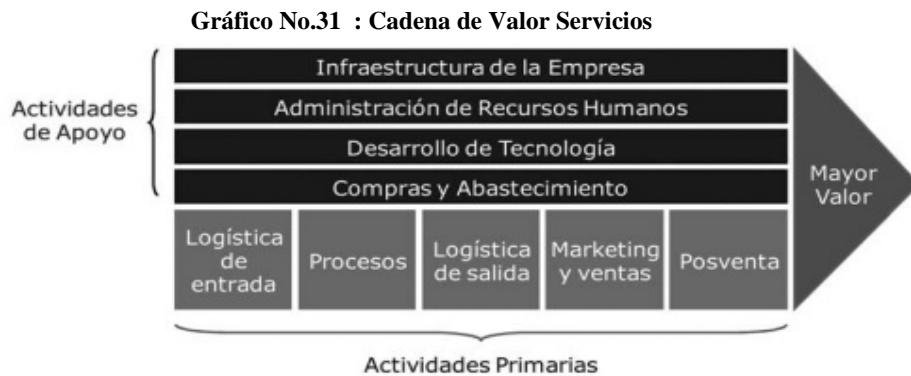 Gráfico No.31 : Cadena de Valor Servicios
Actividades
de Apoyo
Infraestructura de la Empresa
Administración de Recursos Humanos
Desarrollo de Tecnología
Compras y Abastecimiento
Logística
de
entrada
Procesos
Logística
de salida
Marketing
y ventas
Posventa
Mayor
Valor
Actividades Primarias